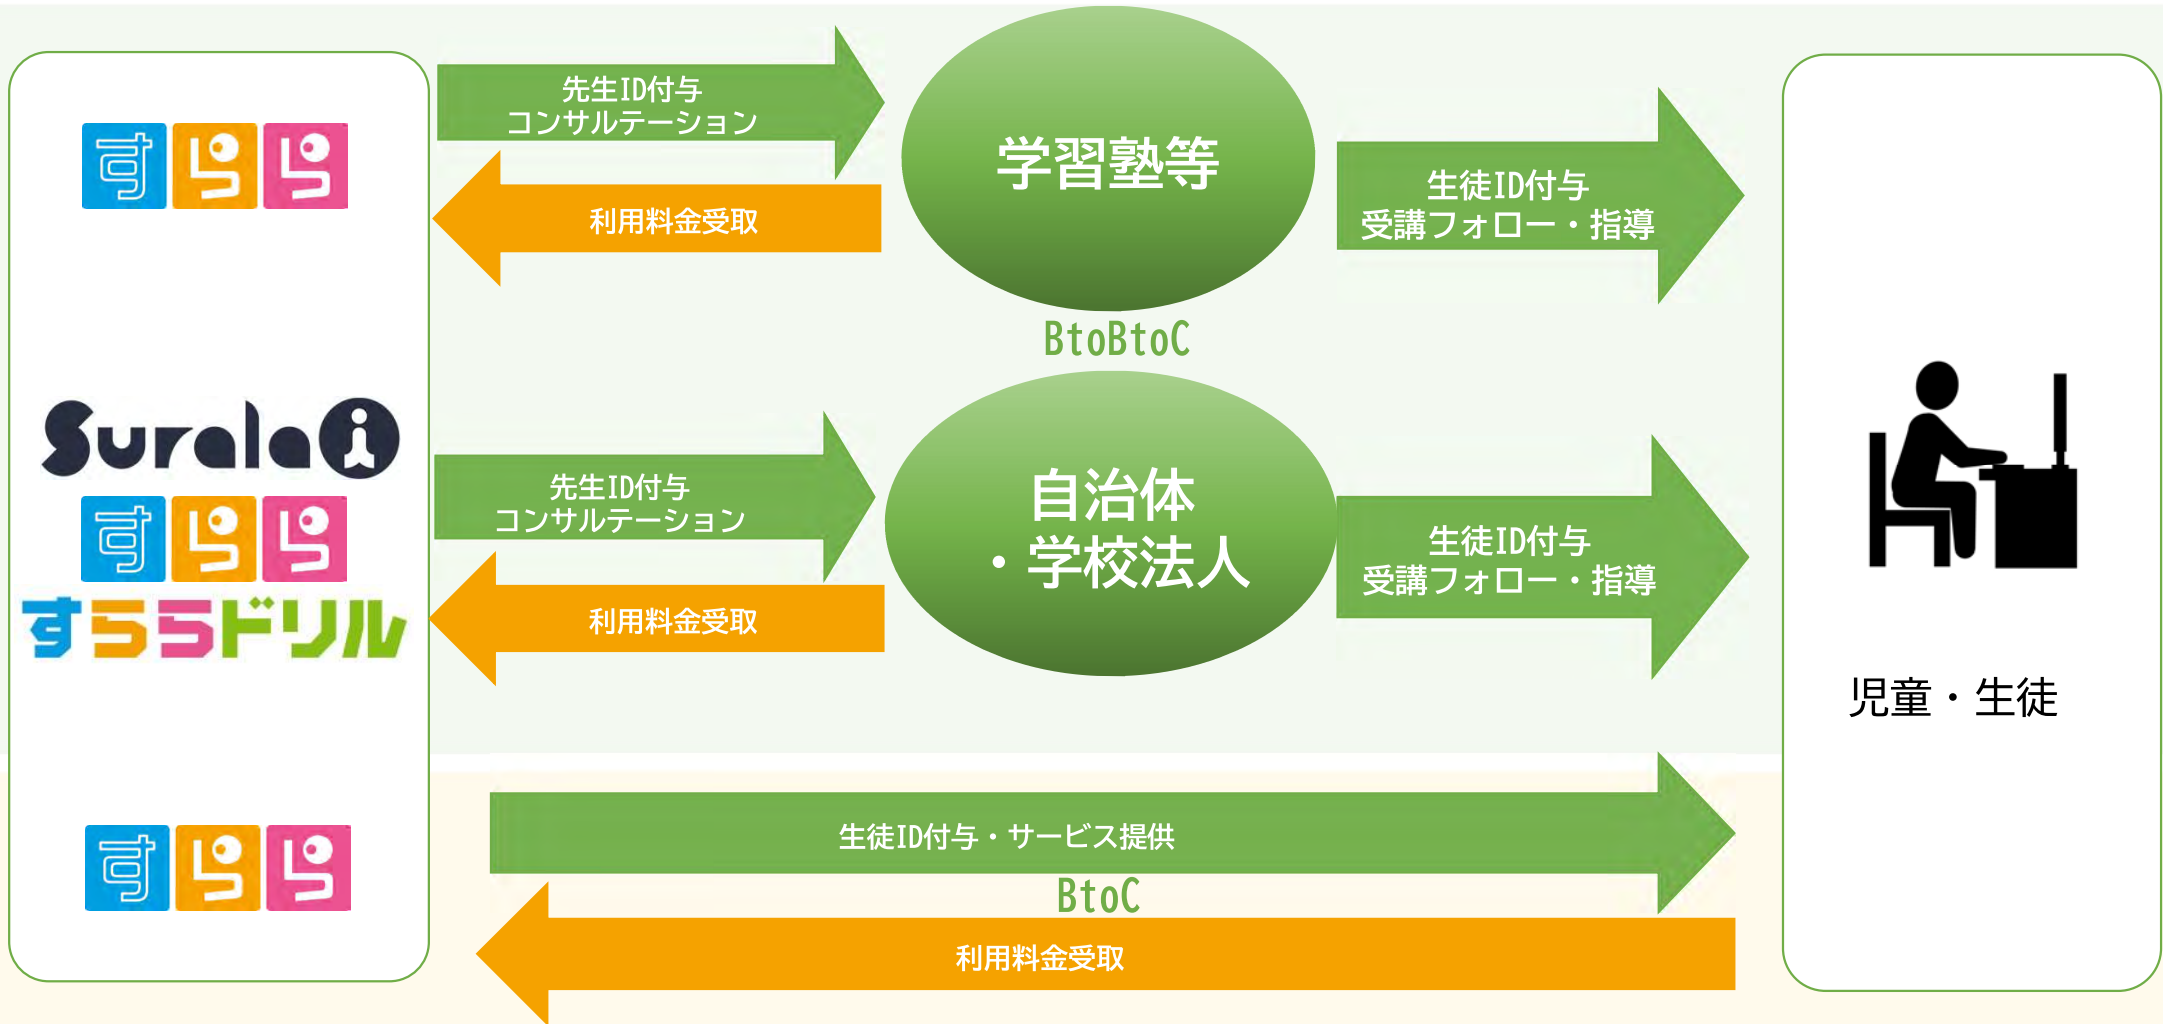 すらら
先生ID付与
コンサルテーション
利用料金受取
学習塾等
生徒ID付与
受講フォロー・指導
BtoBtoC
Suralai
すらら
すららドリル
先生ID付与
コンサルテーション
利用料金受取
自治体
・学校法人
生徒ID付与
受講フォロー・指導
児童・生徒
すらら
生徒ID付与・サービス提供
BtoC
利用料金受取